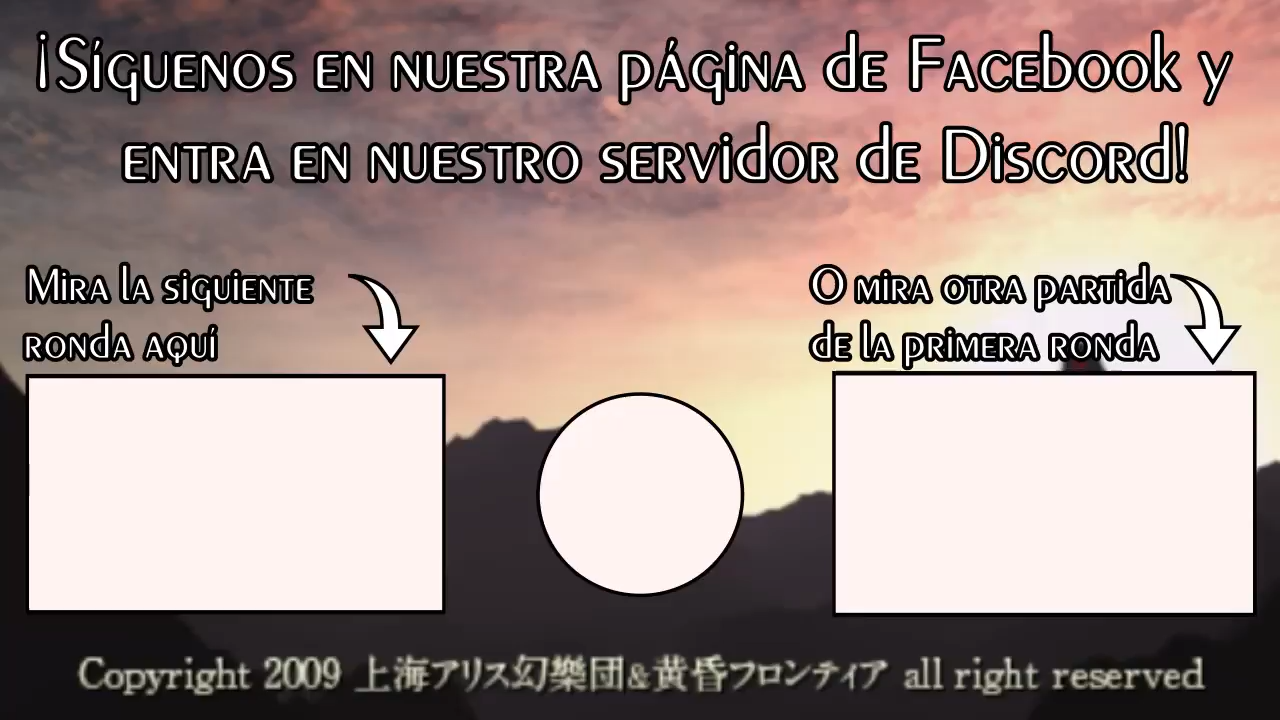 ¡Síguenos en nuestra página de Facebook y
entra en nuestro servidor de Discord!
Mira la siguiente
ronda aquí
O mira otra partida
de la primera ronda
Copyright 2009 上海アリス幻樂団&黄昏フロンティア all right reserved